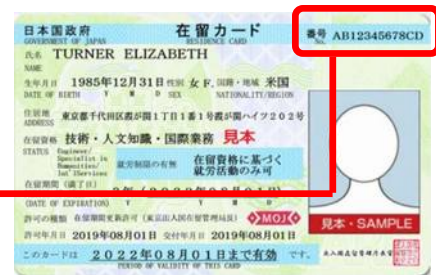 日本国政府 在留カード 番号 AB12345678CD
GOVERNMENT OF JAPAN RESIDENCE CARD No.
氏名 TURNER ELIZABETH
NAME
生年月日 1985年12月31日 性別 女 F. 国籍・地域 米国
DATE OF BIRTH Y M D SEX NATIONALITY/REGION
住居地 東京都千代田区霞が関1丁目1番1号霞が関ハイツ202号
ADDRESS
在留資格 技術・人文知識・国際業務 見本
STATUS Engineer/
Specialist in
Humanities/
Int'lServices
就労制限の有無 在留資格に基づく
就労活動のみ可
在留期間(満了日)
(DATE OF EXPIRATION) Y M D
許可の種類 在留期間更新許可(東京出入国在留管理局長) MOJ
見本・SAMPLE
許可年月日 2019年08月01日 交付年月日 2019年08月01日
このカードは 2022年08月01日まで有効 です。
PERIOD OF VALIDITY OF THIS CARD
出入国在留管理庁長官